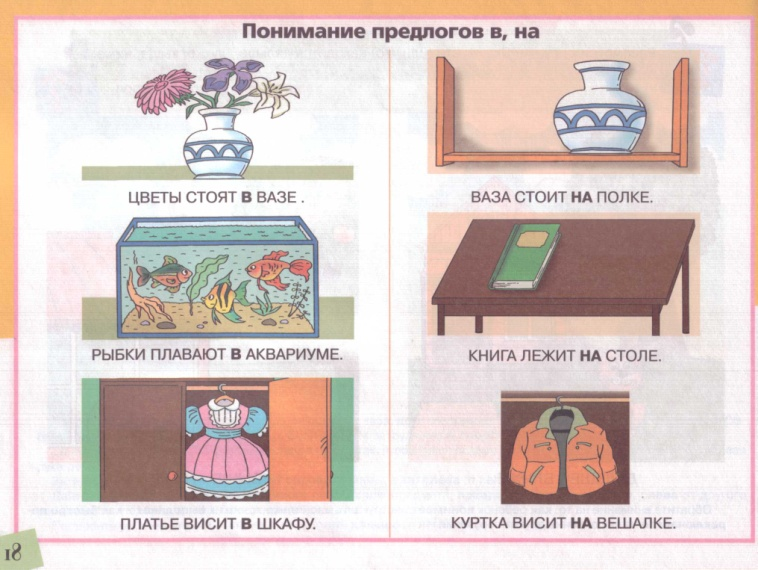 Понимание предлогов в, на
ЦВЕТЫ СТОЯТ В ВАЗЕ .
ВАЗА СТОИТ НА ПОЛКЕ.
РЫБКИ ПЛАВАЮТ В АКВАРИУМЕ.
КНИГА ЛЕЖИТ НА СТОЛЕ.
ПЛАТЬЕ ВИСИТ В ШКАФУ.
КУРТКА ВИСИТ НА ВЕШАЛКЕ.
18